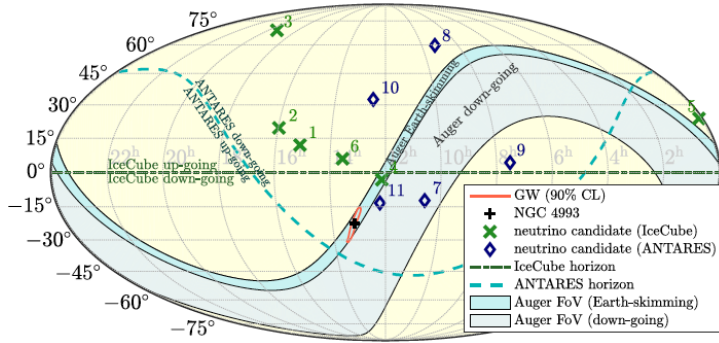 75°
60°
45°
30°
15°
0°
−15°
−30°
−45°
−60°
−75°
22h
20h
16h
12h
10h
8h
4h
2h
3
8
10
5
2
1
6
4
9
11
7
ANTARES down-going
ANTARES up-going
Auger Earth-skimming
Auger down-going
IceCube up-going
IceCube down-going
GW (90% CL)
NGC 4993
neutrino candidate (IceCube)
neutrino candidate (ANTARES)
IceCube horizon
ANTARES horizon
Auger FoV (Earth-skimming)
Auger FoV (down-going)